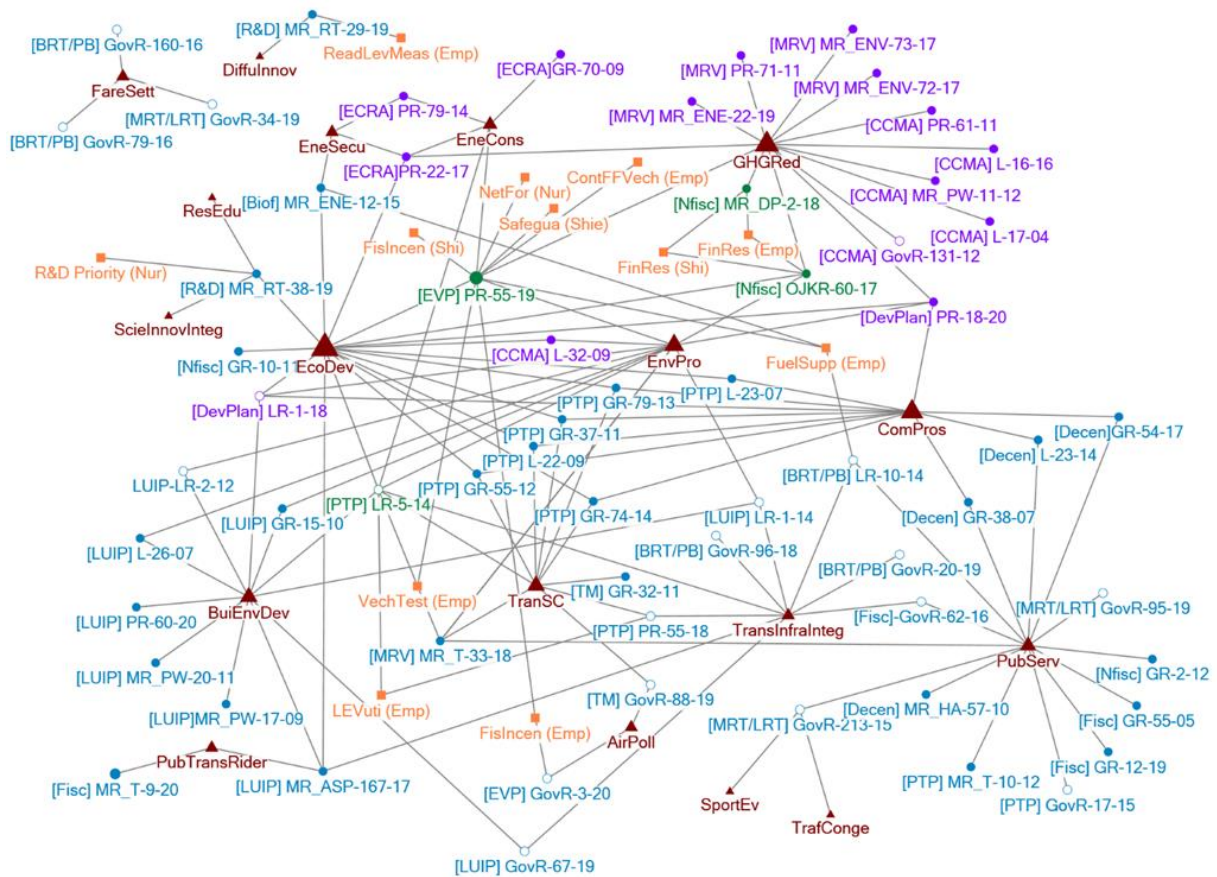 [R&D] MR_RT-29-19
[BRT/PB] GovR-160-16
ReadLevMeas (Emp)
DiffuInnov
FareSett
[MRT/LRT] GovR-34-19
[BRT/PB] GovR-79-16
[ECRA]GR-70-09
[ECRA] PR-79-14
EneSecu
EneCons
[ECRA]PR-22-17
[MRV] MR_ENV-73-17
[MRV] PR-71-11
[MRV] MR_ENV-72-17
[MRV] MR_ENE-22-19
[CCMA] PR-61-11
GHGRed
[CCMA] L-16-16
[CCMA] MR_PW-11-12
[CCMA] L-17-04
[CCMA] GovR-131-12
ContFFVech (Emp)
NetFor (Nur)
Safegua (Shie)
[Nfisc] MR_DP-2-18
ResEdu
[Biof] MR_ENE-12-15
FisIncen (Shi)
FinRes (Emp)
FinRes (Shi)
R&D Priority (Nur)
[R&D] MR_RT-38-19
[EVP] PR-55-19
[Nfisc] OJKR-60-17
[DevPlan] PR-18-20
ScieInnovInteg
[CCMA] L-32-09
EnvPro
FuelSupp (Emp)
[Nfisc] GR-10-11
EcoDev
[PTP] L-23-07
[DevPlan] LR-1-18
[PTP] GR-79-13
ComPros
[PTP] GR-37-11
[Decen]GR-54-17
[Decen] L-23-14
[PTP] L-22-09
[BRT/PB] LR-10-14
LUIP-LR-2-12
[PTP] GR-55-12
[PTP] LR-5-14
[LUIP] GR-15-10
[PTP] GR-74-14
[LUIP] LR-1-14
[Decen] GR-38-07
[LUIP] L-26-07
[BRT/PB] GovR-96-18
[BRT/PB] GovR-20-19
VechTest (Emp)
TranSC
[TM] GR-32-11
BuiEnvDev
[LUIP] PR-60-20
[PTP] PR-55-18
TransInfraInteg
[Fisc]-GovR-62-16
[MRT/LRT] GovR-95-19
[MRV] MR_T-33-18
PubServ
[LUIP] MR_PW-20-11
[Nfisc] GR-2-12
[TM] GovR-88-19
[LUIP]MR_PW-17-09
LEVuti (Emp)
[Decen] MR_HA-57-10
[MRT/LRT] GovR-213-15
[Fisc] GR-55-05
FisIncen (Emp)
AirPoll
PubTransRider
[Fisc] MR_T-9-20
[LUIP] MR_ASP-167-17
[EVP] GovR-3-20
[PTP] MR_T-10-12
[Fisc] GR-12-19
[PTP] GovR-17-15
SportEv
TrafConge
[LUIP] GovR-67-19